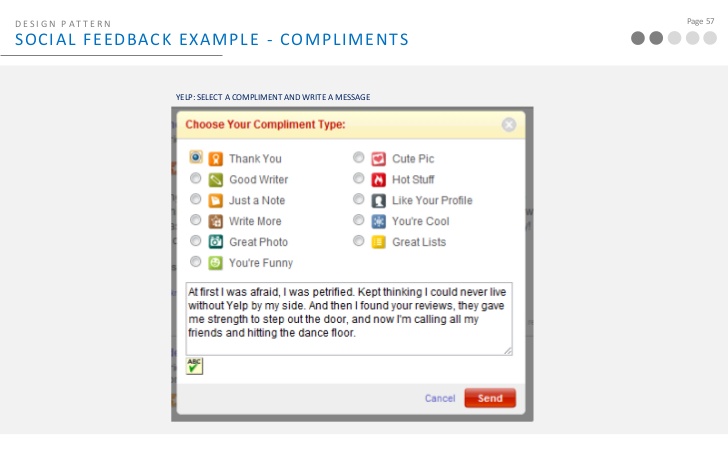 DESIGN PATTERN
SOCIAL FEEDBACK EXAMPLE - COMPLIMENTS
Page 57
YELP: SELECT A COMPLIMENT AND WRITE A MESSAGE
Choose Your Compliment Type:
Thank You
Good Writer
Just a Note
Write More
Great Photo
You're Funny
Cute Pic
Hot Stuff
Like Your Profile
You're Cool
Great Lists
At first I was afraid, I was petrified. Kept thinking I could never live
without Yelp by my side. And then I found your reviews, they gave
me strength to step out the door, and now I'm calling all my
friends and hitting the dance floor.
ABC
Cancel
Send